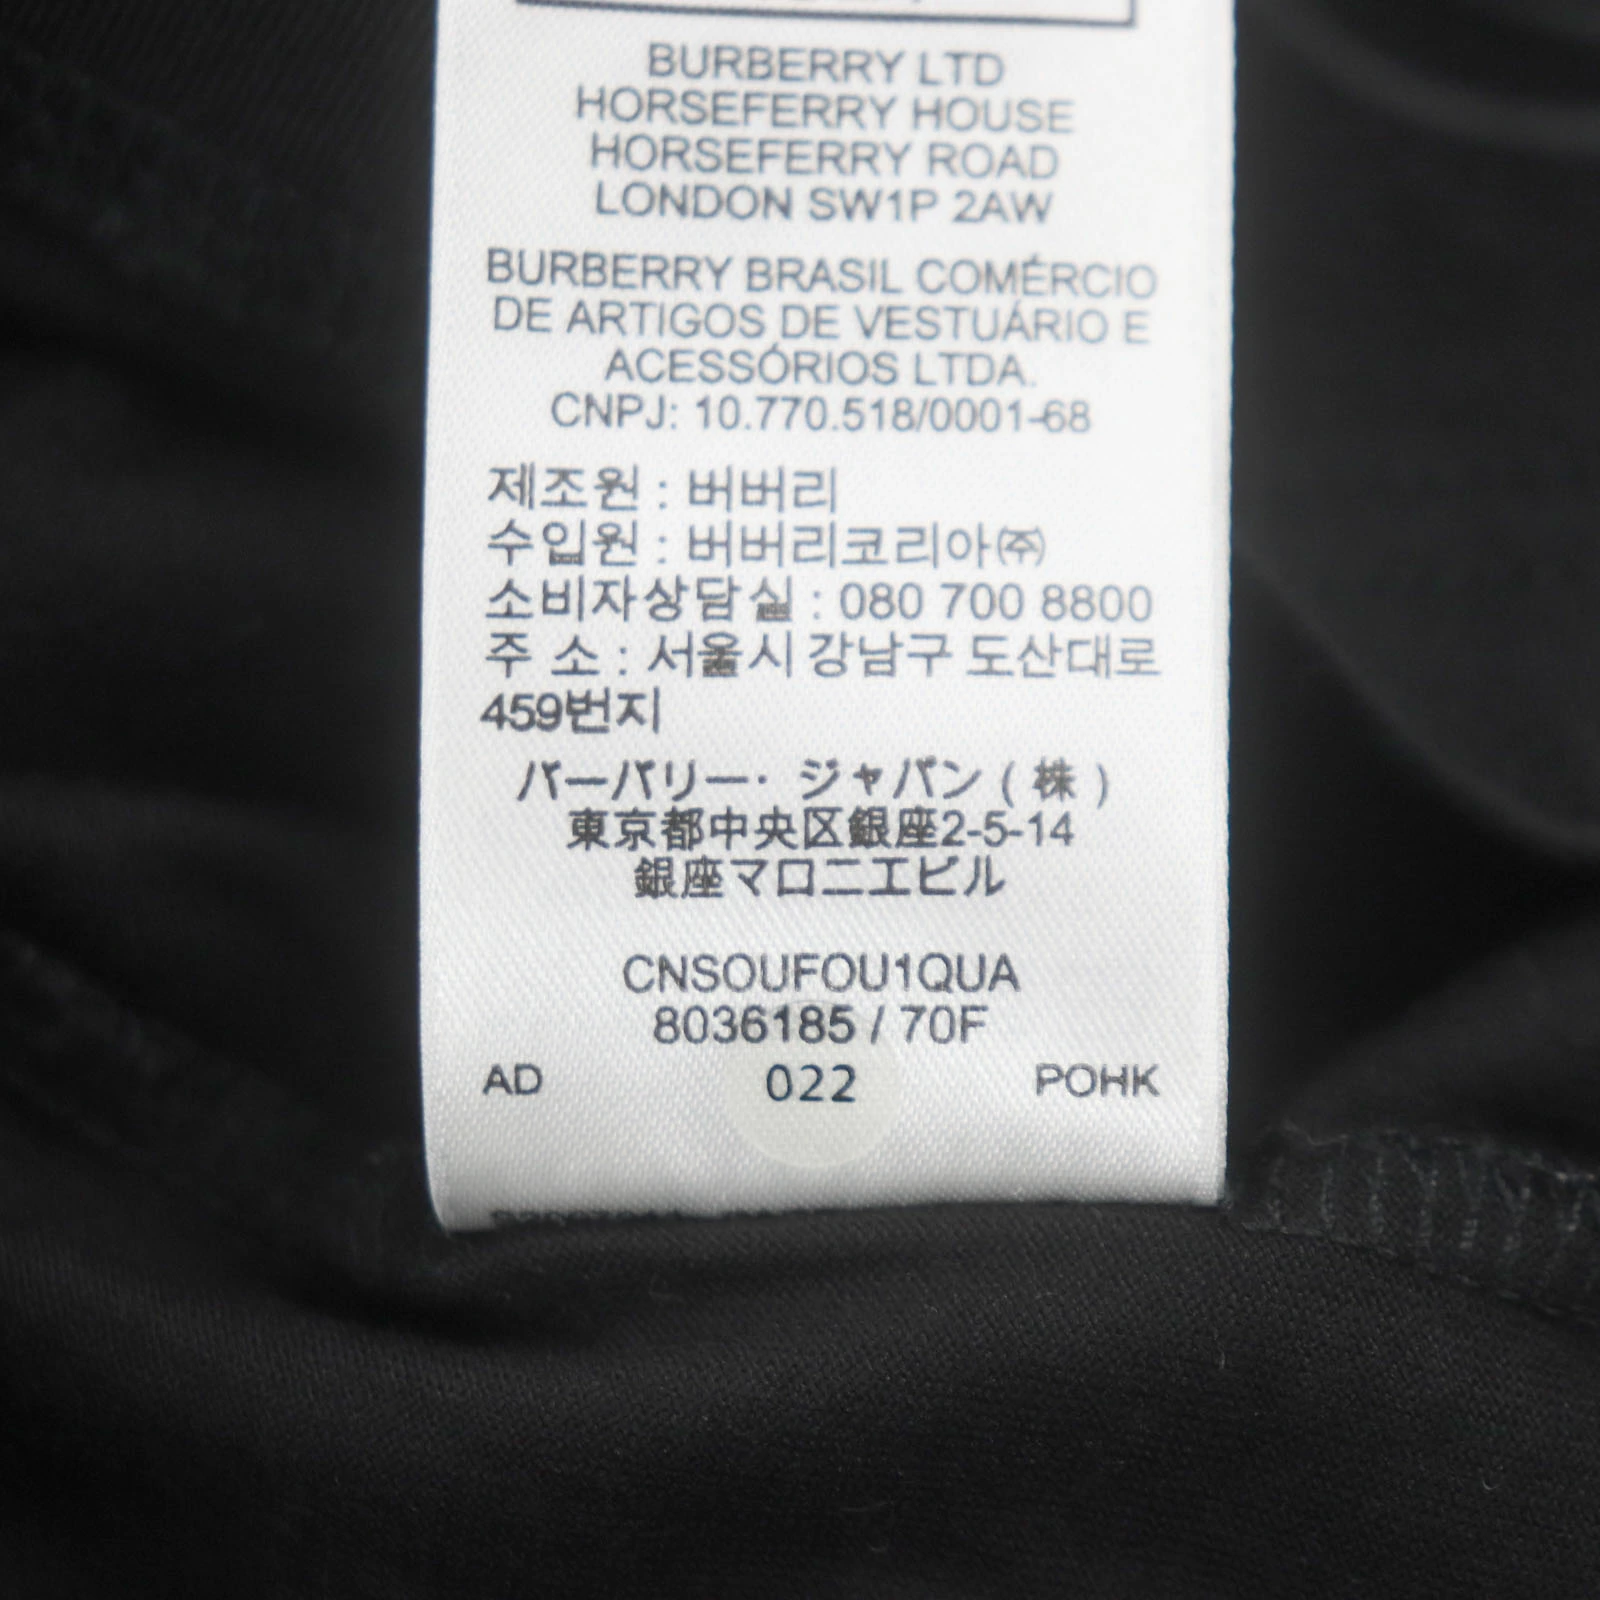 BURBERRY LTD
HORSEFERRY HOUSE
HORSEFERRY ROAD
LONDON SW1P 2AW
BURBERRY BRASIL COMÉRCIO
DE ARTIGOS DE VESTUÁRIO E
ACESSÓRIOS LTDA.
CNPJ: 10.770.518/0001-68
제조원 : 버버리
수입원 : 버버리코리아㈜
소비자상담실 : 080 700 8800
주 소 : 서울시 강남구 도산대로
459번지
バーバリー・ジャパン ( 株 )
東京都中央区銀座2-5-14
銀座マロニエビル
CNSOUFOU1QUA
8036185 / 70F
AD 022 POHK